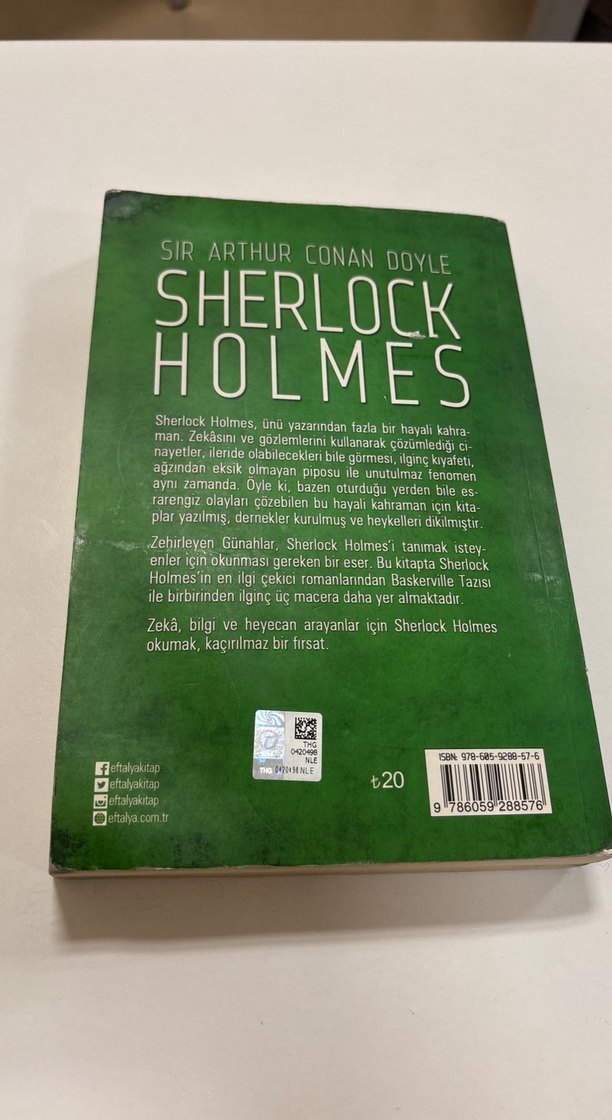 SIR ARTHUR CONAN DOYLE
SHERLOCK
HOLMES
Sherlock Holmes, ünü yazarından fazla bir hayali kahra-
man. Zekâsını ve gözlemlerini kullanarak çözümlediği ci-
nayetler, ileride olabilecekleri bile görmesi, ilginç kıyafeti,
ağzından eksik olmayan piposu ile unutulmaz fenomen
aynı zamanda. Öyle ki, bazen oturduğu yerden bile es-
rarengiz olayları çözebilen bu hayali kahraman için kita-
plar yazılmış, dernekler kurulmuş ve heykelleri dikilmiştir.
Zehirleyen Günahlar, Sherlock Holmes'i tanımak istey-
enler için okunması gereken bir eser. Bu kitapta Sherlock
Holmes'in en ilgi çekici romanlarından Baskerville Tazısı
ile birbirinden ilginç üç macera daha yer almaktadır.
Zekâ, bilgi ve heyecan arayanlar için Sherlock Holmes
okumak, kaçırılmaz bir fırsat.
THG
0420498
NLE
THG 0420498 NLE
eftalyakitap
eftalyakitap
eftalyakitap
eftalya.com.tr
₺20
ISBN: 978-605-9288-57-6
9 786059 288576